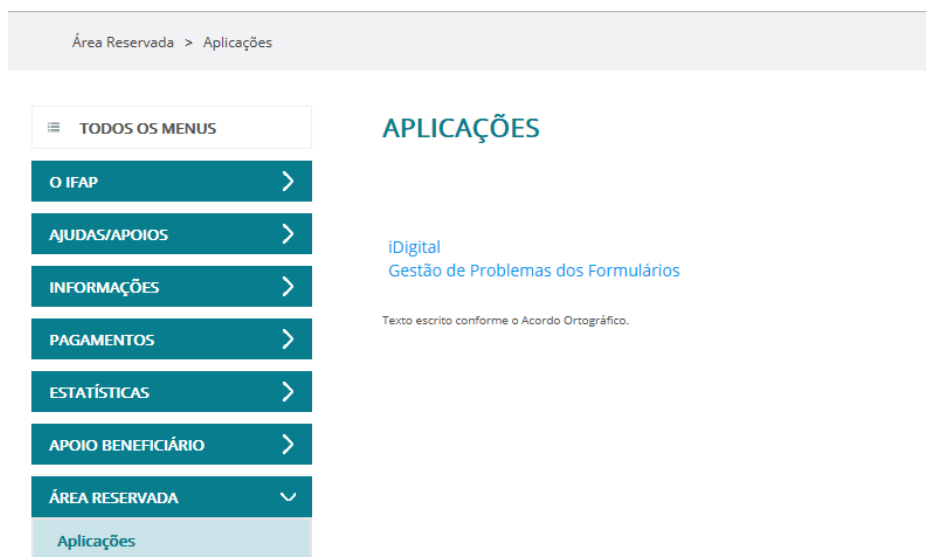 Área Reservada > Aplicações
TODOS OS MENUS
O IFAP
AJUDAS/APOIOS
INFORMAÇÕES
PAGAMENTOS
ESTATÍSTICAS
APOIO BENEFICIÁRIO
ÁREA RESERVADA
Aplicações
APLICAÇÕES
iDigital
Gestão de Problemas dos Formulários
Texto escrito conforme o Acordo Ortográfico.